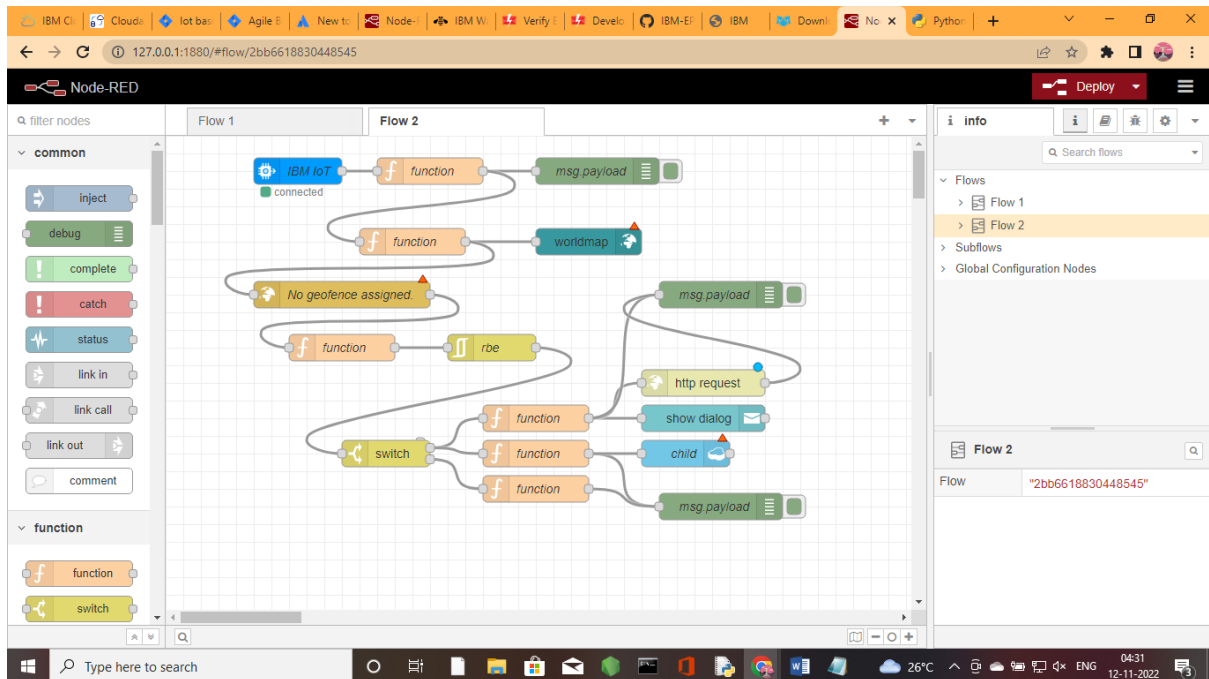 IBM Cl
Clouda
Iot bas
Agile B
New to
Node-
IBM W
Verify E
Develo
IBM-EP
IBM
Downl
No
Python
127.0.0.1:1880/#flow/2bb6618830448545
Node-RED
Deploy
filter nodes
Flow 1
Flow 2
i info
i
Search flows
common
inject
debug
complete
catch
status
link in
link call
link out
comment
function
function
switch
IBM IoT
connected
function
msg.payload
function
worldmap
No geofence assigned.
msg.payload
function
rbe
http request
function
show dialog
switch
function
child
function
msg.payload
Flows
Flow 1
Flow 2
Subflows
Global Configuration Nodes
Flow 2
Flow
"2bb6618830448545"
Type here to search
26°C
ENG
04:31
12-11-2022
3